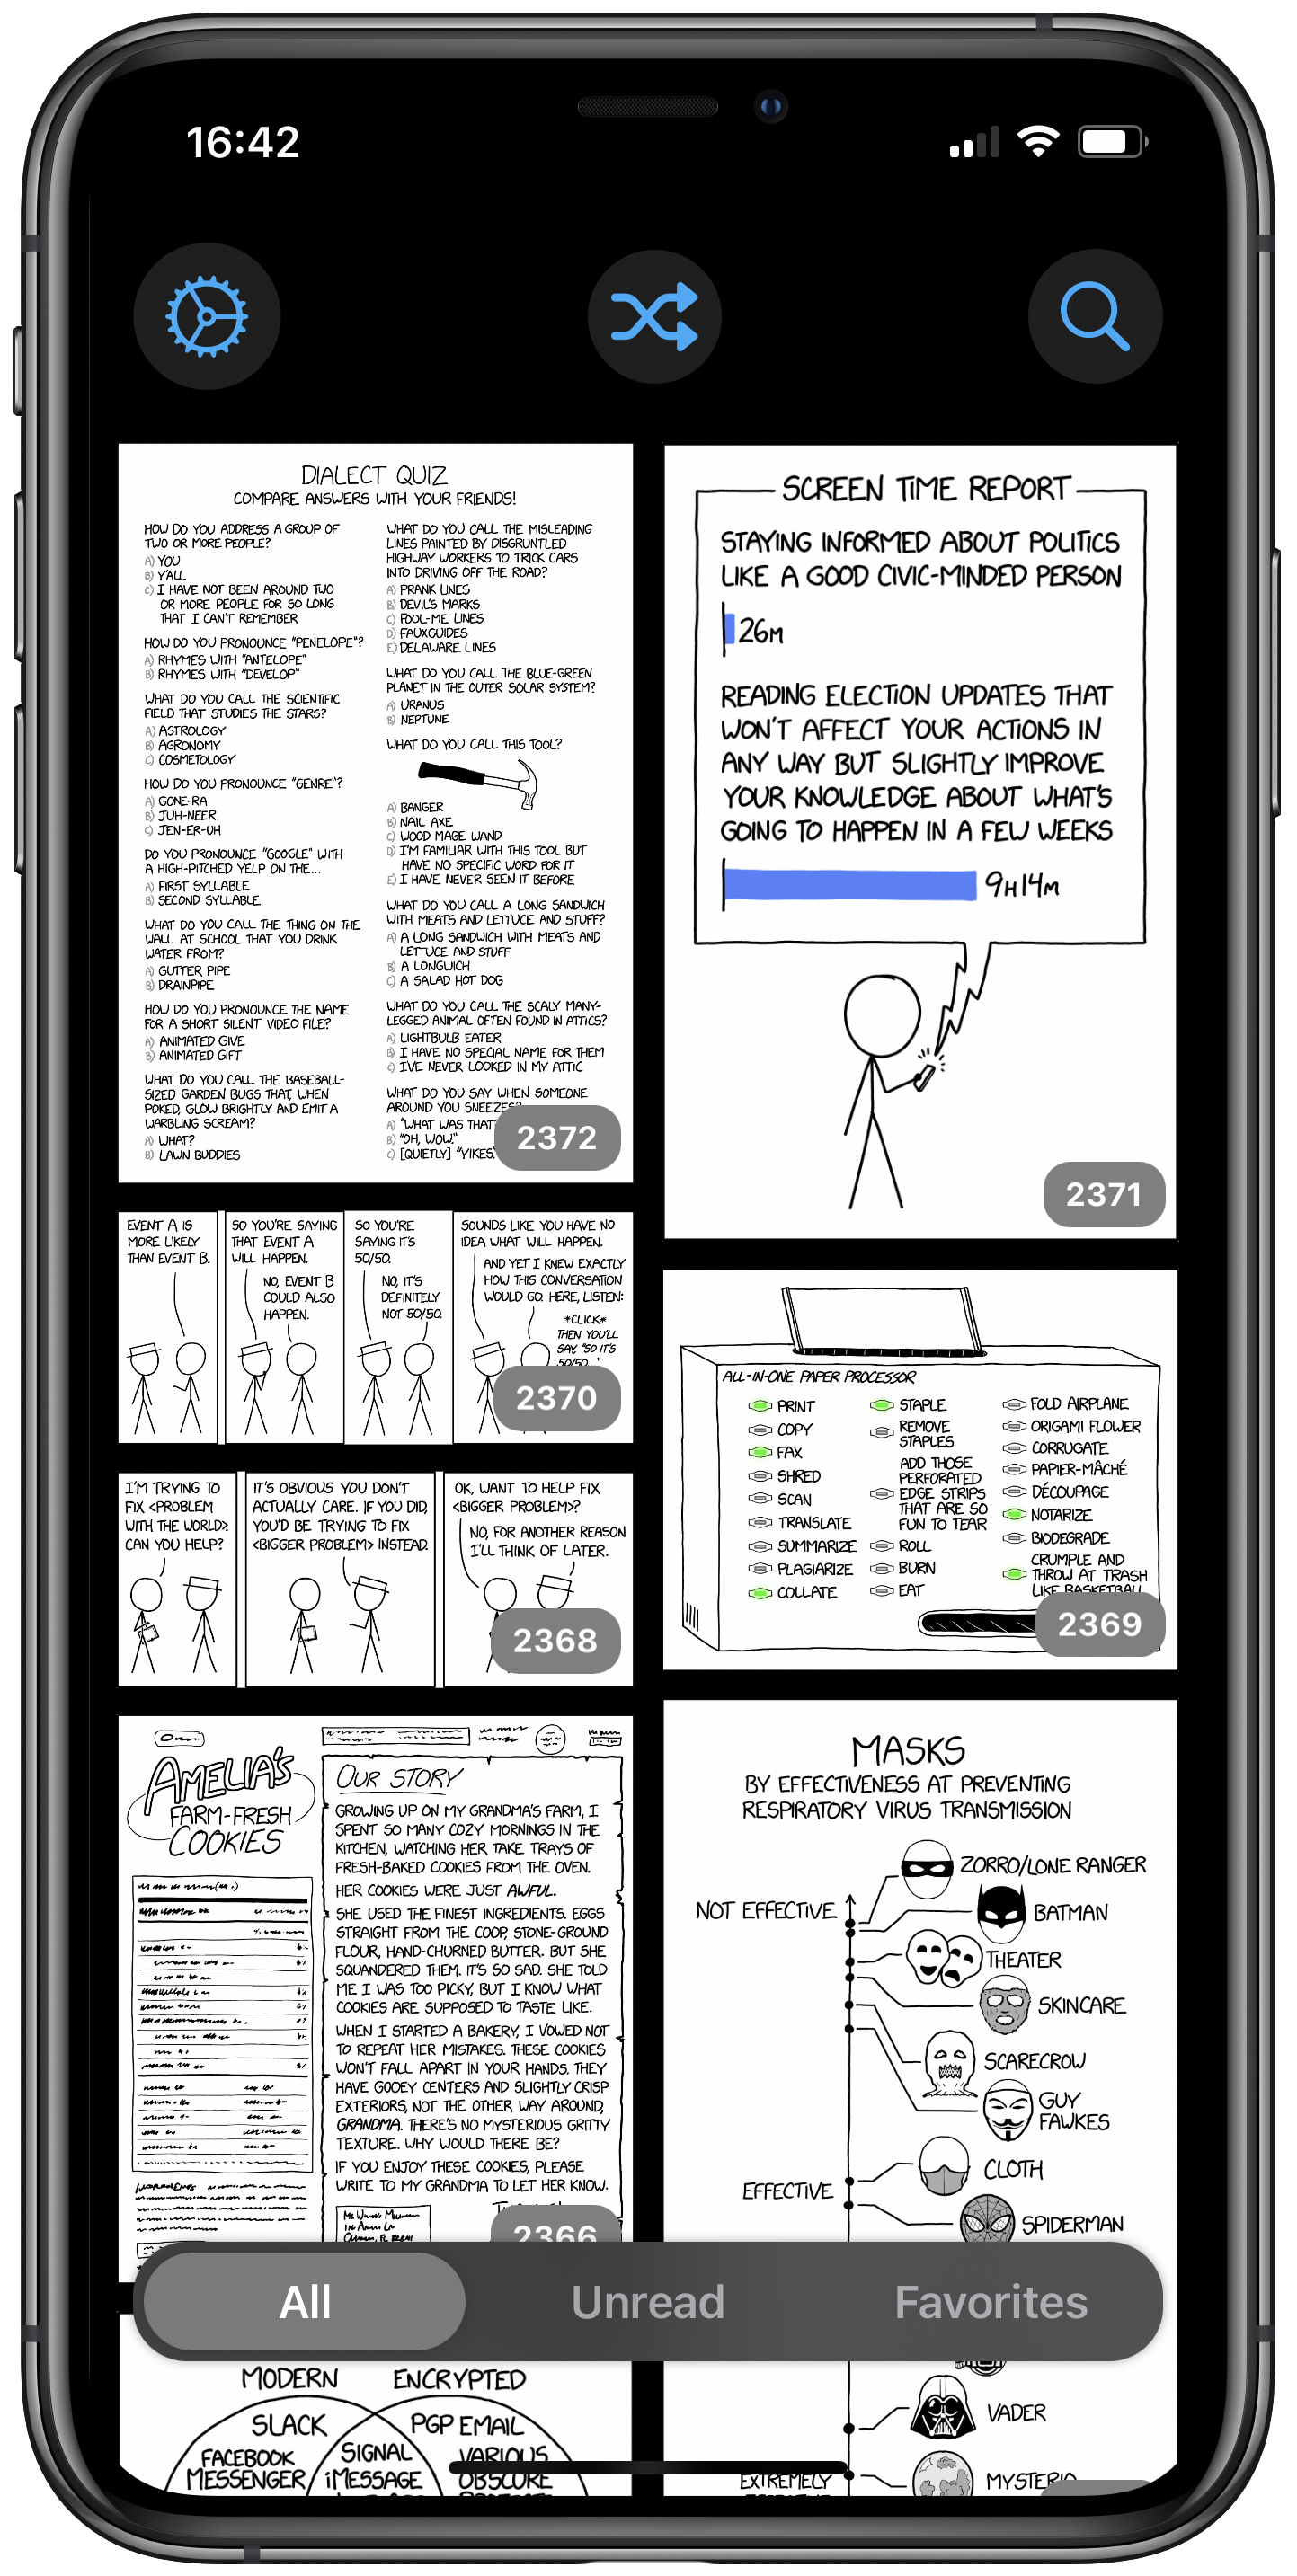 16:42
DIALECT QUIZ
COMPARE ANSWERS WITH YOUR FRIENDS!
HOW DO YOU ADDRESS A GROUP OF
TWO OR MORE PEOPLE?
A) YOU
B) Y'ALL
C) I HAVE NOT BEEN AROUND TWO
OR MORE PEOPLE FOR SO LONG
THAT I CAN'T REMEMBER
HOW DO YOU PRONOUNCE "PENELOPE"?
A) RHYMES WITH "ANTELOPE"
B) RHYMES WITH "DEVELOP"
WHAT DO YOU CALL THE SCIENTIFIC
FIELD THAT STUDIES THE STARS?
A) ASTROLOGY
B) AGRONOMY
C) COSMETOLOGY
HOW DO YOU PRONOUNCE "GENRE"?
A) GONE-RA
B) JUH-NEER
C) JEN-ER-UH
DO YOU PRONOUNCE "GOOGLE" WITH
A HIGH-PITCHED YELP ON THE...
A) FIRST SYLLABLE
B) SECOND SYLLABLE
WHAT DO YOU CALL THE THING ON THE
WALL AT SCHOOL THAT YOU DRINK
WATER FROM?
A) GUTTER PIPE
B) DRAINPIPE
HOW DO YOU PRONOUNCE THE NAME
FOR A SHORT SILENT VIDEO FILE?
A) ANIMATED GIVE
B) ANIMATED GIFT
WHAT DO YOU CALL THE BASEBALL-
SIZED GARDEN BUGS THAT, WHEN
POKED, GLOW BRIGHTLY AND EMIT A
WARBLING SCREAM?
A) WHAT?
B) LAWN BUDDIES
WHAT DO YOU CALL THE MISLEADING
LINES PAINTED BY DISGRUNTLED
HIGHWAY WORKERS TO TRICK CARS
INTO DRIVING OFF THE ROAD?
A) PRANK LINES
B) DEVIL'S MARKS
C) FOOL-ME LINES
D) FAUXGUIDES
E) DELAWARE LINES
WHAT DO YOU CALL THE BLUE-GREEN
PLANET IN THE OUTER SOLAR SYSTEM?
A) URANUS
B) NEPTUNE
WHAT DO YOU CALL THIS TOOL?
A) BANGER
B) NAIL AXE
C) WOOD MAGE WAND
D) I'M FAMILIAR WITH THIS TOOL BUT
HAVE NO SPECIFIC WORD FOR IT
E) I HAVE NEVER SEEN IT BEFORE
WHAT DO YOU CALL A LONG SANDWICH
WITH MEATS AND LETTUCE AND STUFF?
A) A LONG SANDWICH WITH MEATS AND
LETTUCE AND STUFF
B) A LONGWICH
C) A SALAD HOT DOG
WHAT DO YOU CALL THE SCALY MANY-
LEGGED ANIMAL OFTEN FOUND IN ATTICS?
A) LIGHTBULB EATER
B) I HAVE NO SPECIAL NAME FOR THEM
C) I'VE NEVER LOOKED IN MY ATTIC
WHAT DO YOU SAY WHEN SOMEONE
AROUND YOU SNEEZES?
A) "WHAT WAS THAT
B) "OH, WOW."
C) [QUIETLY] "YIKES.
2372
SCREEN TIME REPORT
STAYING INFORMED ABOUT POLITICS
LIKE A GOOD CIVIC-MINDED PERSON
26M
READING ELECTION UPDATES THAT
WON'T AFFECT YOUR ACTIONS IN
ANY WAY BUT SLIGHTLY IMPROVE
YOUR KNOWLEDGE ABOUT WHAT'S
GOING TO HAPPEN IN A FEW WEEKS
9H14M
2371
EVENT A IS
MORE LIKELY
THAN EVENT B.
SO YOU'RE SAYING
THAT EVENT A
WILL HAPPEN.
NO, EVENT B
COULD ALSO
HAPPEN.
SO YOU'RE
SAYING IT'S
50/50.
NO, IT'S
DEFINITELY
NOT 50/50.
SOUNDS LIKE YOU HAVE NO
IDEA WHAT WILL HAPPEN.
AND YET I KNEW EXACTLY
HOW THIS CONVERSATION
WOULD GO. HERE, LISTEN:
*CLICK*
THEN YOU'LL
SAY, "SO IT'S
50/50..."
2370
ALL-IN-ONE PAPER PROCESSOR
PRINT
COPY
FAX
SHRED
SCAN
TRANSLATE
SUMMARIZE
PLAGIARIZE
COLLATE
STAPLE
REMOVE
STAPLES
ADD THOSE
PERFORATED
EDGE STRIPS
THAT ARE SO
FUN TO TEAR
ROLL
BURN
EAT
FOLD AIRPLANE
ORIGAMI FLOWER
CORRUGATE
PAPIER-MÂCHÉ
DÉCOUPAGE
NOTARIZE
BIODEGRADE
CRUMPLE AND
THROW AT TRASH
LIKE BASKETBALL
2369
I'M TRYING TO
FIX <PROBLEM
WITH THE WORLD>.
CAN YOU HELP?
IT'S OBVIOUS YOU DON'T
ACTUALLY CARE. IF YOU DID,
YOU'D BE TRYING TO FIX
<BIGGER PROBLEM> INSTEAD.
OK, WANT TO HELP FIX
<BIGGER PROBLEM>?
NO, FOR ANOTHER REASON
I'LL THINK OF LATER.
2368
AMELIA'S
FARM-FRESH
COOKIES
INGREDIENTS
OUR STORY
GROWING UP ON MY GRANDMA'S FARM, I
SPENT SO MANY COZY MORNINGS IN THE
KITCHEN, WATCHING HER TAKE TRAYS OF
FRESH-BAKED COOKIES FROM THE OVEN.
HER COOKIES WERE JUST AWFUL.
SHE USED THE FINEST INGREDIENTS. EGGS
STRAIGHT FROM THE COOP, STONE-GROUND
FLOUR, HAND-CHURNED BUTTER. BUT SHE
SQUANDERED THEM. IT'S SO SAD. SHE TOLD
ME I WAS TOO PICKY, BUT I KNOW WHAT
COOKIES ARE SUPPOSED TO TASTE LIKE.
WHEN I STARTED A BAKERY, I VOWED NOT
TO REPEAT HER MISTAKES. THESE COOKIES
WON'T FALL APART IN YOUR HANDS. THEY
HAVE GOOEY CENTERS AND SLIGHTLY CRISP
EXTERIORS, NOT THE OTHER WAY AROUND,
GRANDMA. THERE'S NO MYSTERIOUS GRITTY
TEXTURE. WHY WOULD THERE BE?
IF YOU ENJOY THESE COOKIES, PLEASE
WRITE TO MY GRANDMA TO LET HER KNOW.
2366
MASKS
BY EFFECTIVENESS AT PREVENTING
RESPIRATORY VIRUS TRANSMISSION
ZORRO/LONE RANGER
NOT EFFECTIVE
BATMAN
THEATER
SKINCARE
SCARECROW
GUY
FAWKES
CLOTH
EFFECTIVE
SPIDERMAN
VADER
MYSTERIO
EXTREMELY
All
Unread
Favorites
MODERN
ENCRYPTED
SLACK
FACEBOOK
MESSENGER
SIGNAL
iMESSAGE
PGP EMAIL
VARIOUS
OBSCURE